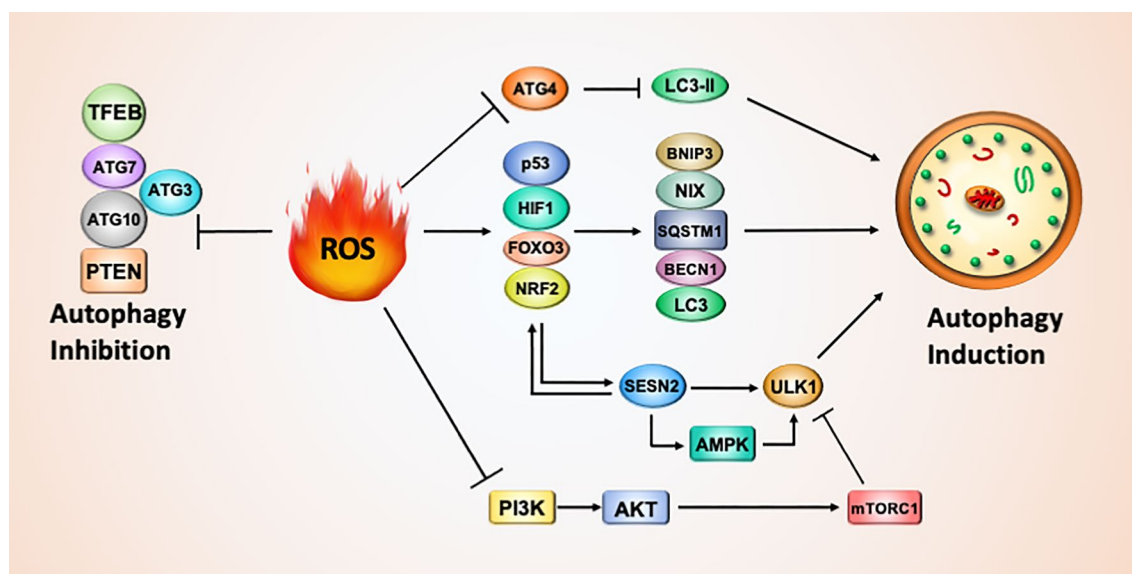 TFEB
ATG7
ATG3
ATG10
PTEN
Autophagy
Inhibition
ROS
ATG4
LC3-II
p53
HIF1
FOXO3
NRF2
BNIP3
NIX
SQSTM1
BECN1
LC3
SESN2
ULK1
AMPK
PI3K
AKT
mTORC1
Autophagy
Induction